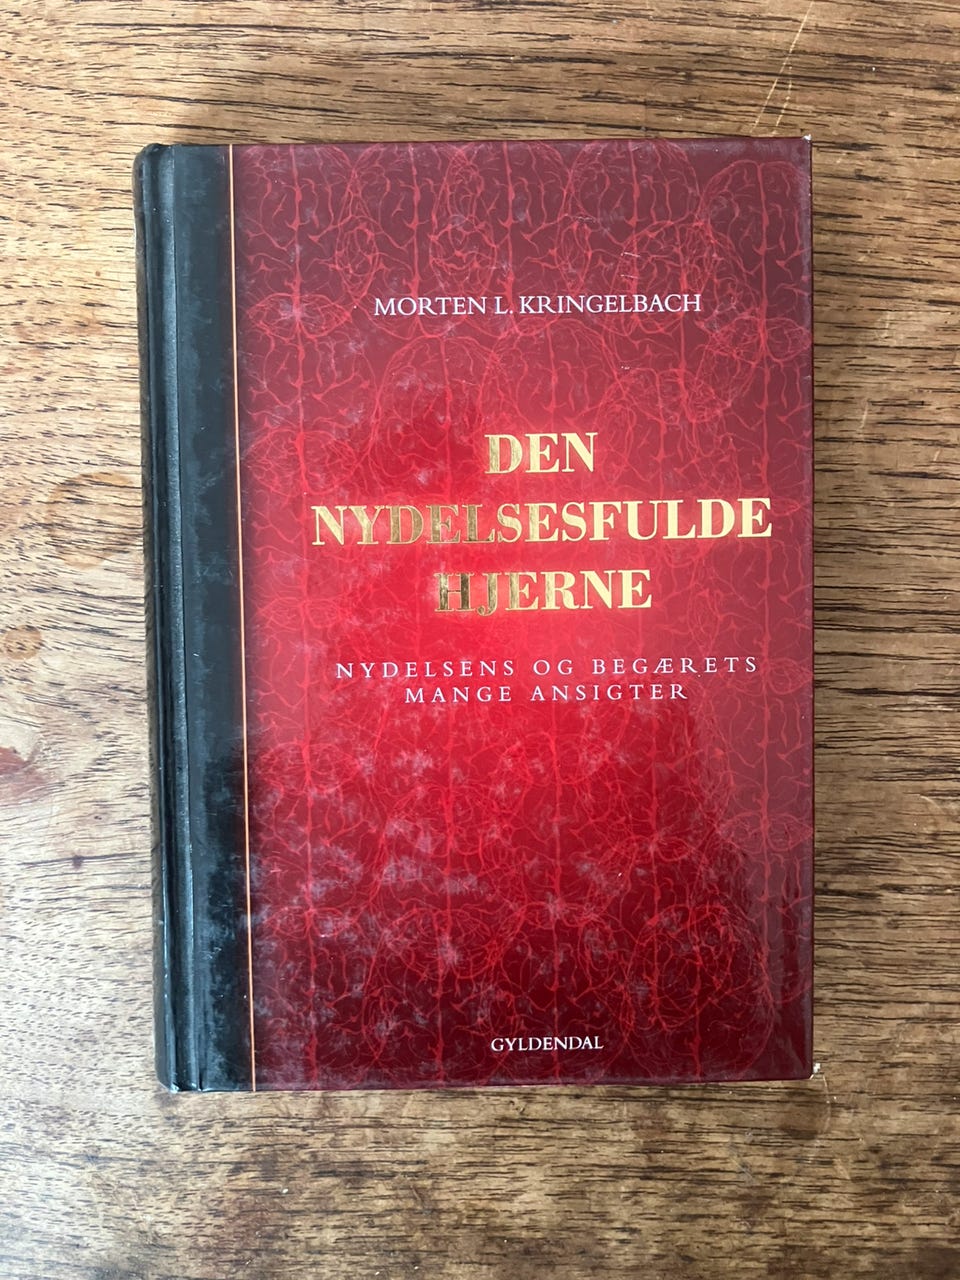 MORTEN L. KRINGELBACH
DEN
NYDELSESFULDE
HJERNE
NYDELSENS OG BEGÆRETS
MANGE ANSIGTER
GYLDENDAL